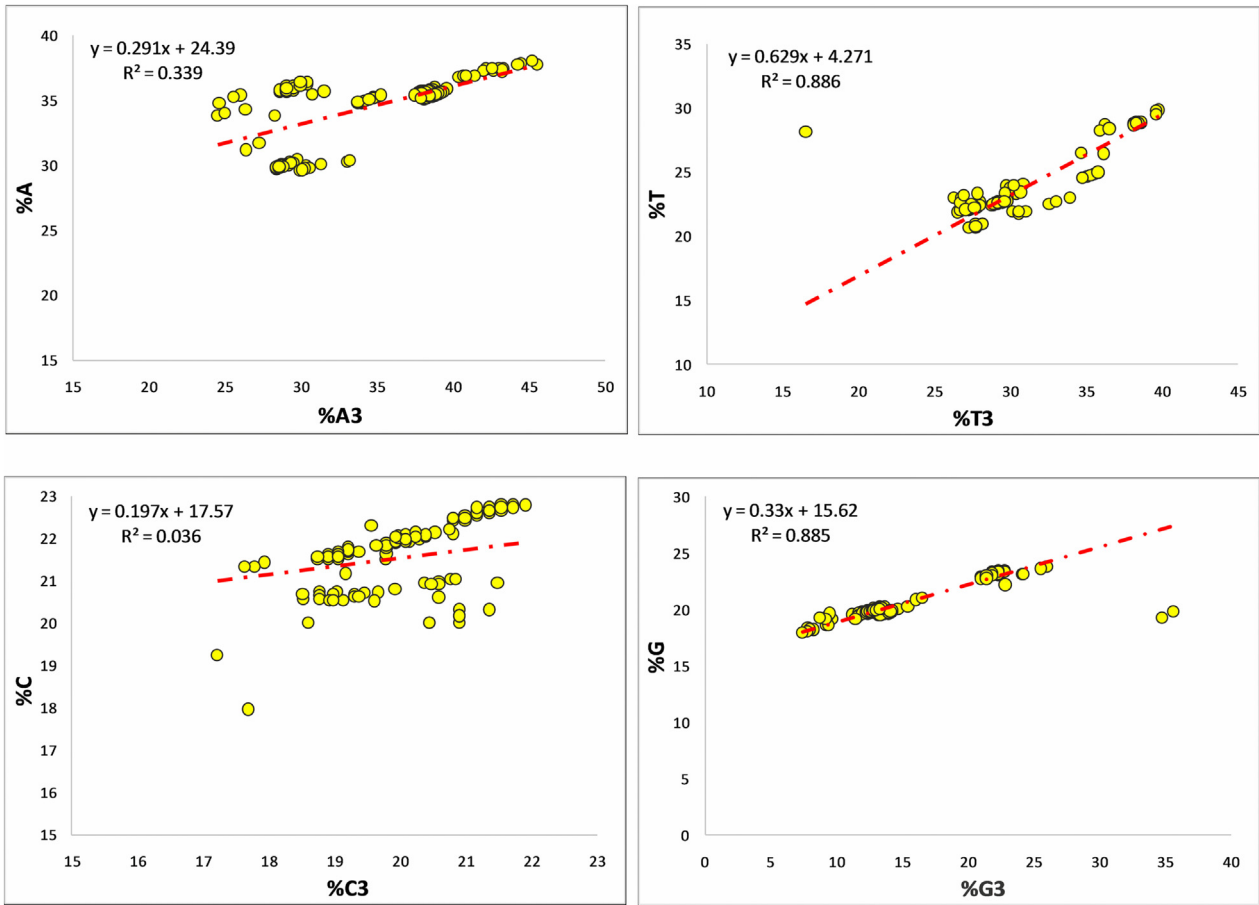 y = 0.291x + 24.39
R² = 0.339
40
35
30
25
20
15
%A
15 20 25 30 35 40 45 50
%A3
y = 0.629x + 4.271
R² = 0.886
35
30
25
20
15
10
%T
10 15 20 25 30 35 40 45
%T3
y = 0.197x + 17.57
R² = 0.036
23
22
21
20
19
18
17
16
15
%C
15 16 17 18 19 20 21 22 23
%C3
y = 0.33x + 15.62
R² = 0.885
30
25
20
15
10
5
0
%G
0 5 10 15 20 25 30 35 40
%G3